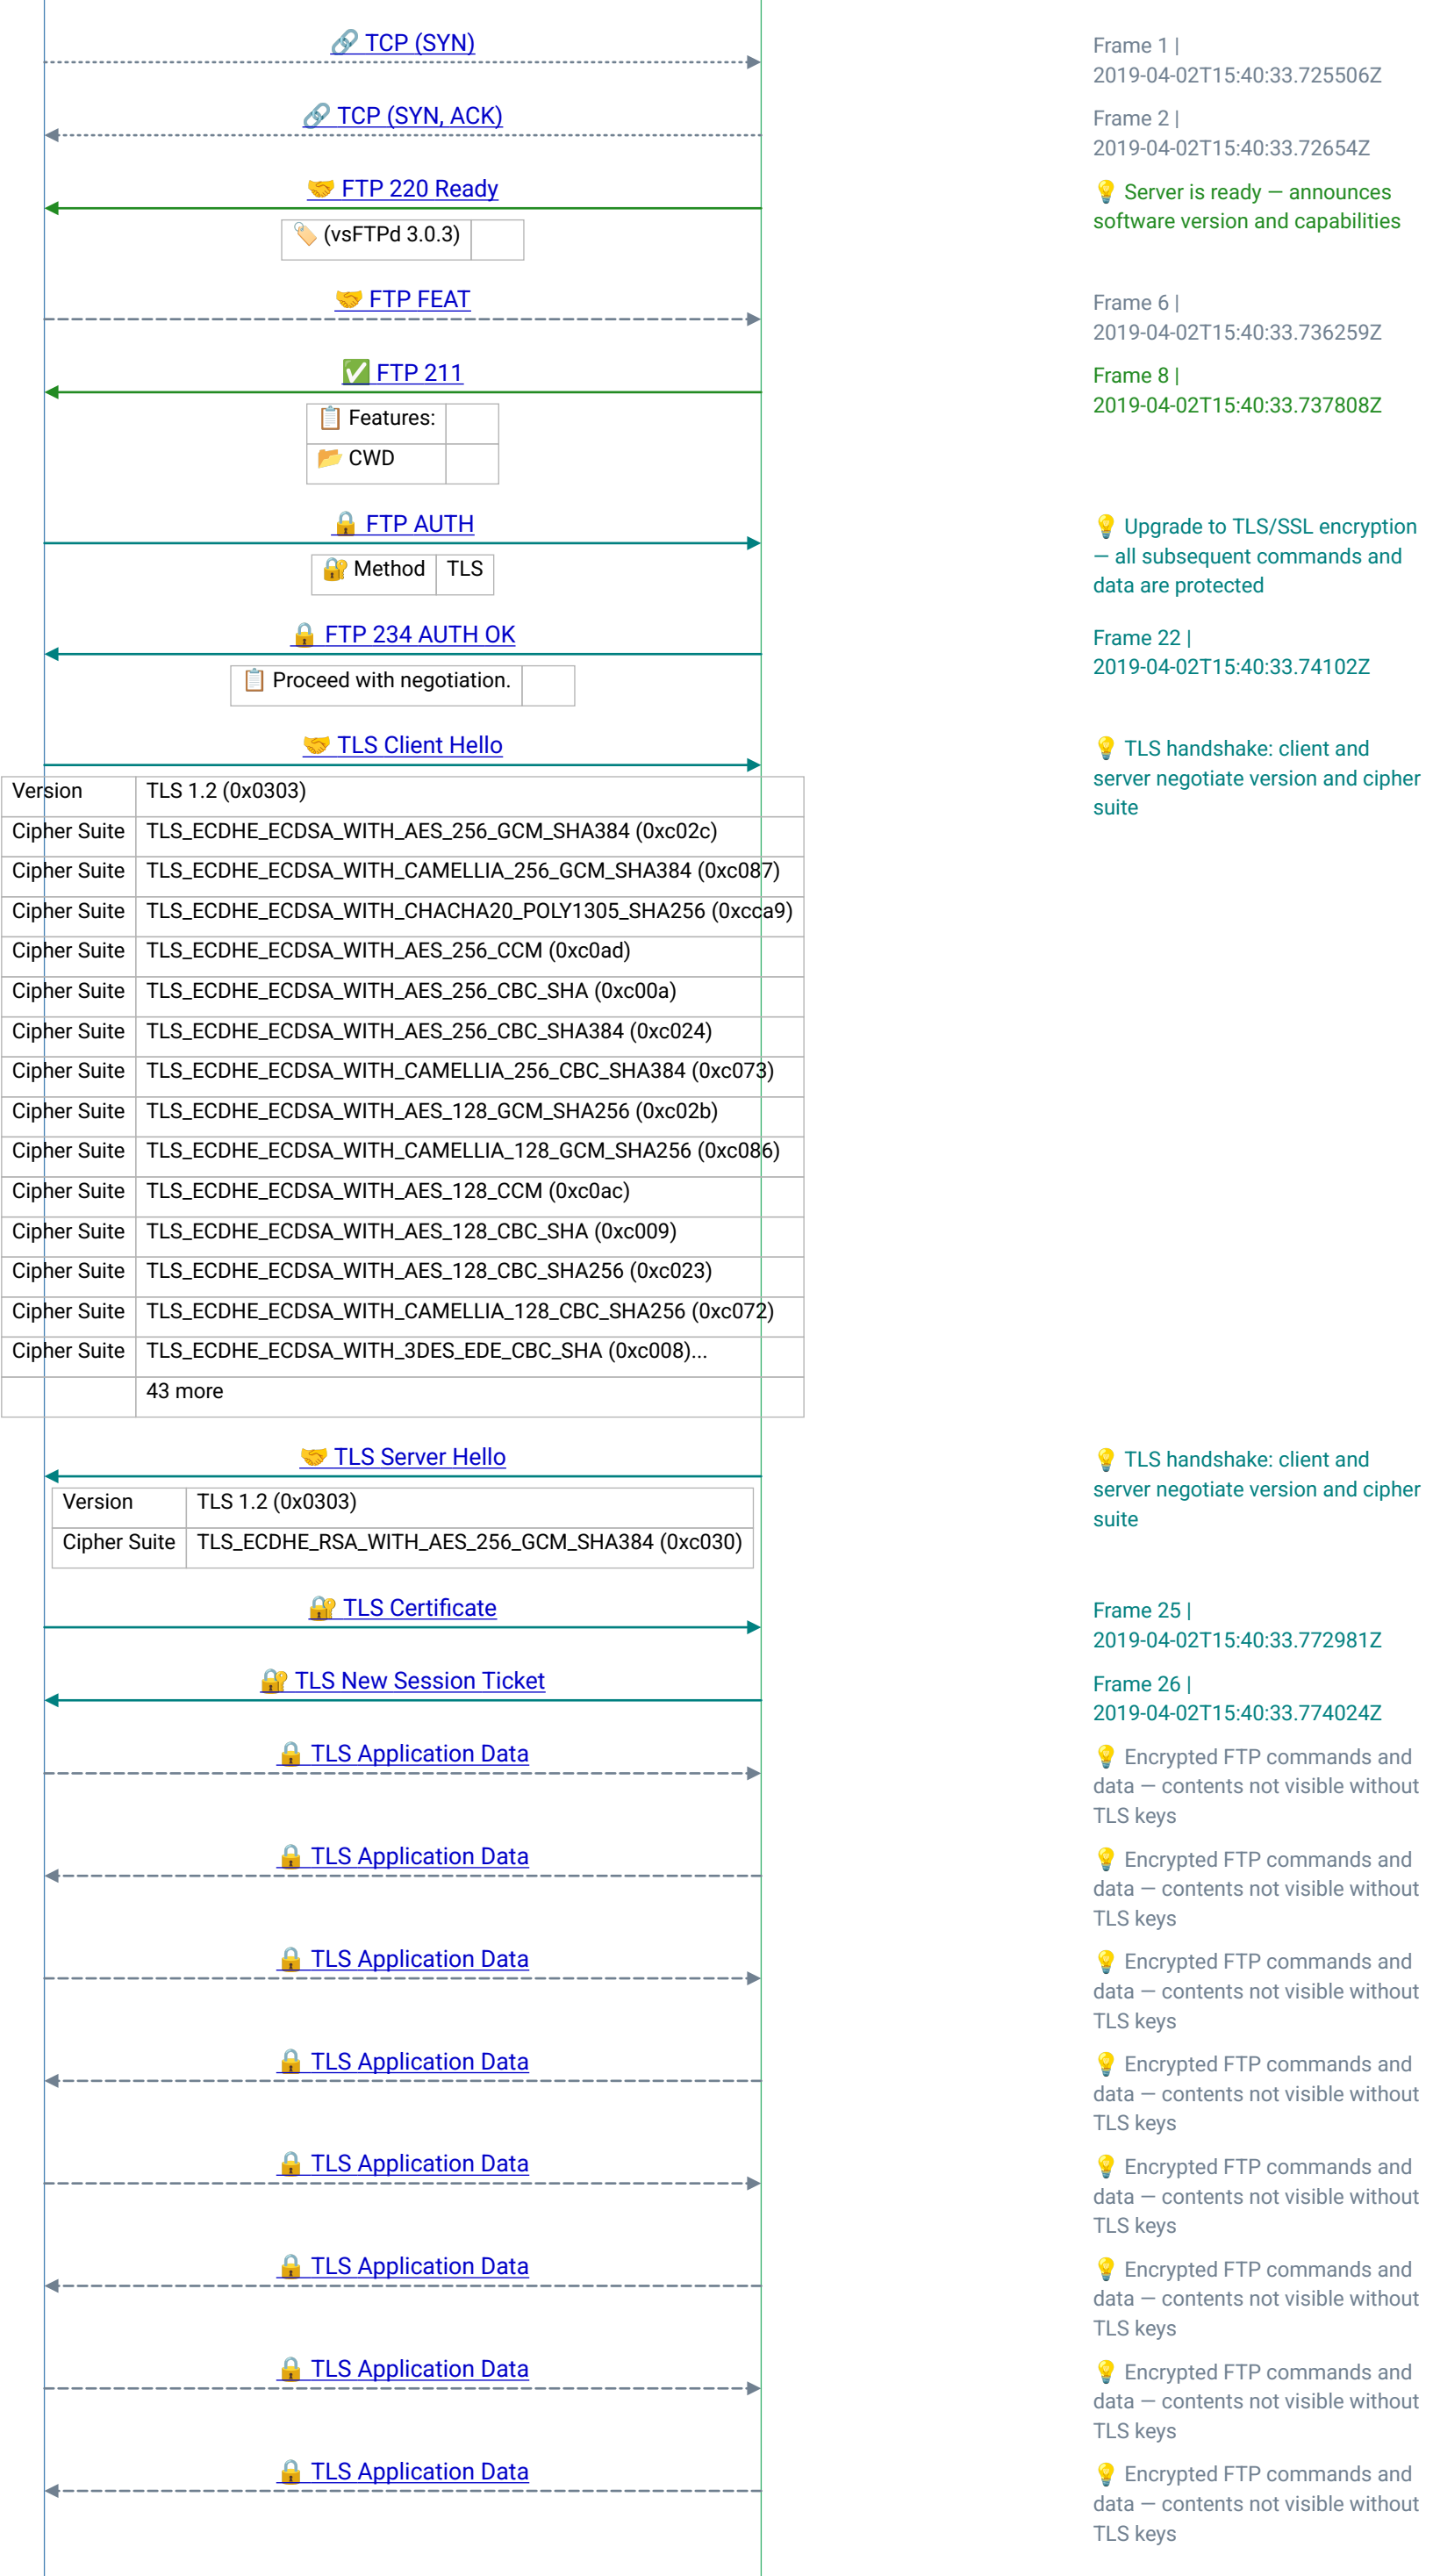 🔗 TCP (SYN)
Frame 1 |
2019-04-02T15:40:33.725506Z
🔗 TCP (SYN, ACK)
Frame 2 |
2019-04-02T15:40:33.72654Z
🤝 FTP 220 Ready
💡 Server is ready — announces
software version and capabilities
🏷️ (vsFTPd 3.0.3)
🤝 FTP FEAT
Frame 6 |
2019-04-02T15:40:33.736259Z
✅ FTP 211
Frame 8 |
2019-04-02T15:40:33.737808Z
📋 Features:
📂 CWD
🔒 FTP AUTH
💡 Upgrade to TLS/SSL encryption
— all subsequent commands and
data are protected
🔐 Method TLS
🔒 FTP 234 AUTH OK
Frame 22 |
2019-04-02T15:40:33.74102Z
📋 Proceed with negotiation.
🤝 TLS Client Hello
💡 TLS handshake: client and
server negotiate version and cipher
suite
Version TLS 1.2 (0x0303)
Cipher Suite TLS_ECDHE_ECDSA_WITH_AES_256_GCM_SHA384 (0xc02c)
Cipher Suite TLS_ECDHE_ECDSA_WITH_CAMELLIA_256_GCM_SHA384 (0xc087)
Cipher Suite TLS_ECDHE_ECDSA_WITH_CHACHA20_POLY1305_SHA256 (0xcca9)
Cipher Suite TLS_ECDHE_ECDSA_WITH_AES_256_CCM (0xc0ad)
Cipher Suite TLS_ECDHE_ECDSA_WITH_AES_256_CBC_SHA (0xc00a)
Cipher Suite TLS_ECDHE_ECDSA_WITH_AES_256_CBC_SHA384 (0xc024)
Cipher Suite TLS_ECDHE_ECDSA_WITH_CAMELLIA_256_CBC_SHA384 (0xc073)
Cipher Suite TLS_ECDHE_ECDSA_WITH_AES_128_GCM_SHA256 (0xc02b)
Cipher Suite TLS_ECDHE_ECDSA_WITH_CAMELLIA_128_GCM_SHA256 (0xc086)
Cipher Suite TLS_ECDHE_ECDSA_WITH_AES_128_CCM (0xc0ac)
Cipher Suite TLS_ECDHE_ECDSA_WITH_AES_128_CBC_SHA (0xc009)
Cipher Suite TLS_ECDHE_ECDSA_WITH_AES_128_CBC_SHA256 (0xc023)
Cipher Suite TLS_ECDHE_ECDSA_WITH_CAMELLIA_128_CBC_SHA256 (0xc072)
Cipher Suite TLS_ECDHE_ECDSA_WITH_3DES_EDE_CBC_SHA (0xc008)...
43 more
🤝 TLS Server Hello
💡 TLS handshake: client and
server negotiate version and cipher
suite
Version TLS 1.2 (0x0303)
Cipher Suite TLS_ECDHE_RSA_WITH_AES_256_GCM_SHA384 (0xc030)
🔐 TLS Certificate
Frame 25 |
2019-04-02T15:40:33.772981Z
🔐 TLS New Session Ticket
Frame 26 |
2019-04-02T15:40:33.774024Z
🔒 TLS Application Data
💡 Encrypted FTP commands and
data — contents not visible without
TLS keys
🔒 TLS Application Data
💡 Encrypted FTP commands and
data — contents not visible without
TLS keys
🔒 TLS Application Data
💡 Encrypted FTP commands and
data — contents not visible without
TLS keys
🔒 TLS Application Data
💡 Encrypted FTP commands and
data — contents not visible without
TLS keys
🔒 TLS Application Data
💡 Encrypted FTP commands and
data — contents not visible without
TLS keys
🔒 TLS Application Data
💡 Encrypted FTP commands and
data — contents not visible without
TLS keys
🔒 TLS Application Data
💡 Encrypted FTP commands and
data — contents not visible without
TLS keys
🔒 TLS Application Data
💡 Encrypted FTP commands and
data — contents not visible without
TLS keys